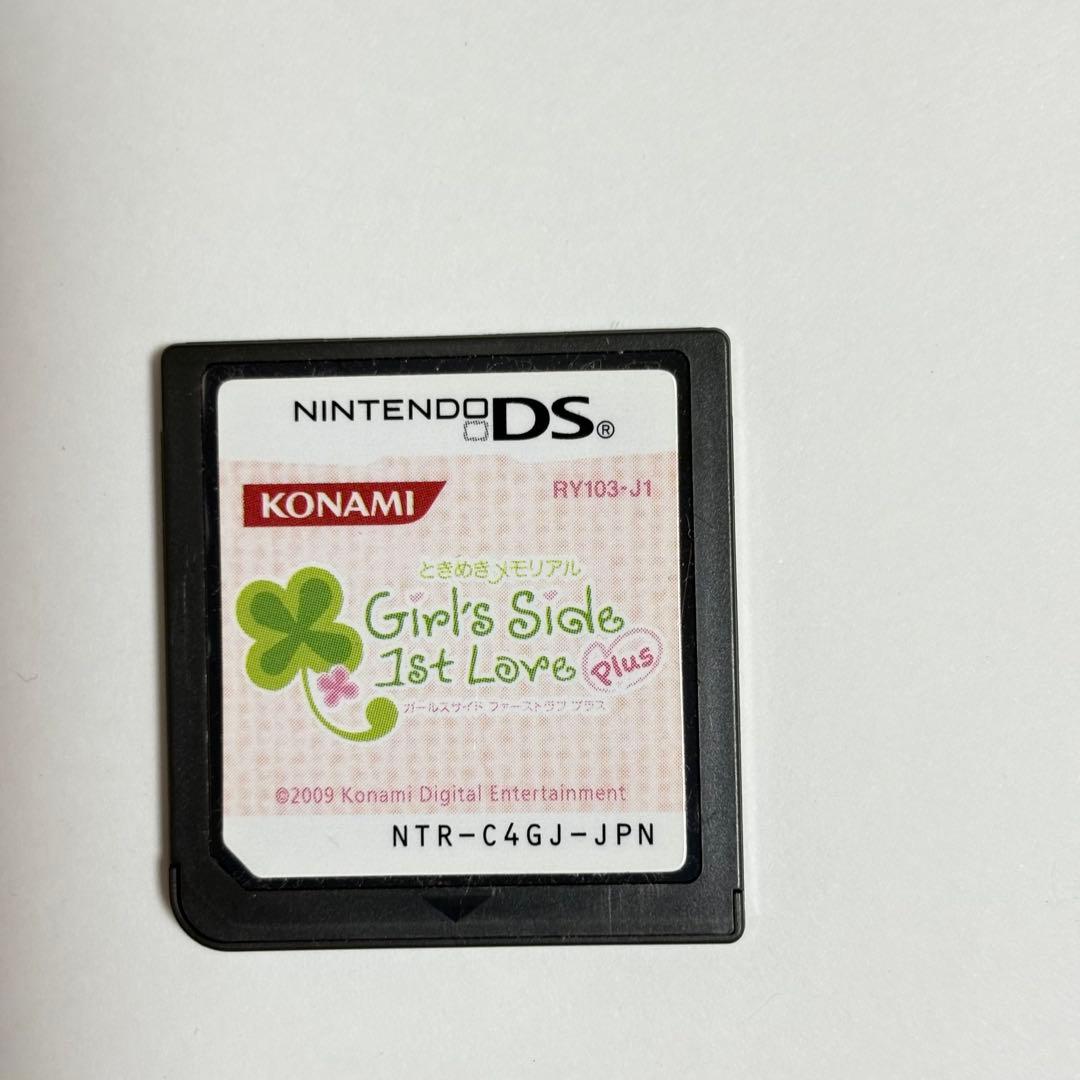 NINTENDO DS®
KONAMI
RY103-J1
ときめきメモリアル
Girl's Side
1st Love Plus
ガールズサイド ファーストラブ プラス
©2009 Konami Digital Entertainment
NTR-C4GJ-JPN